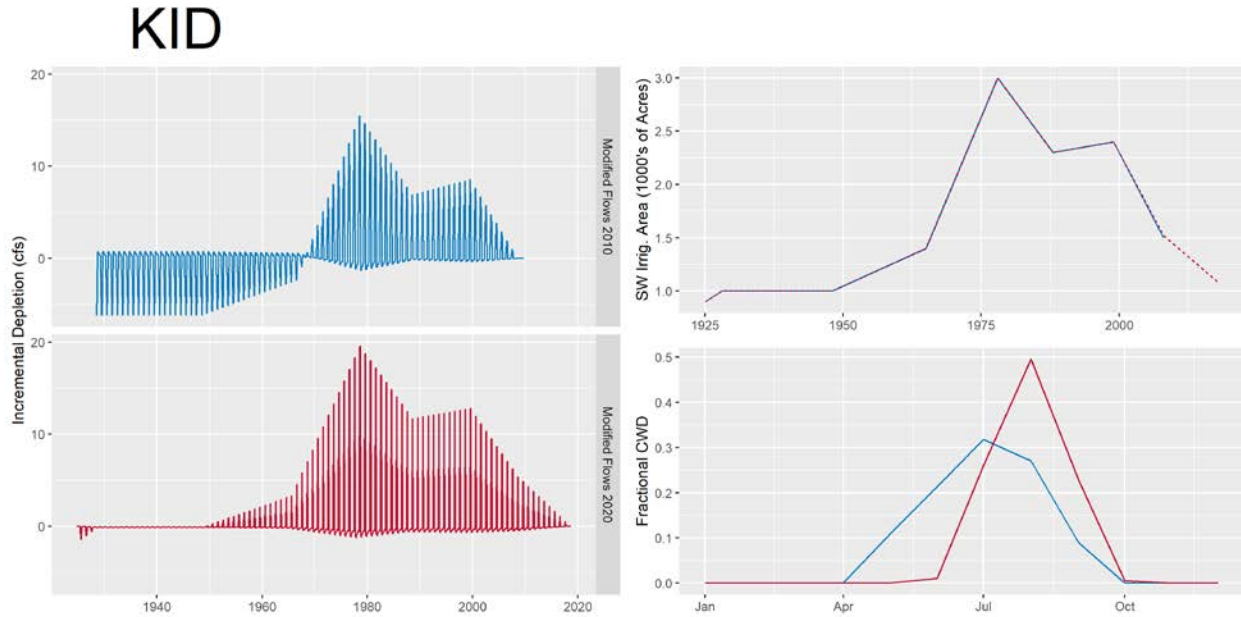 KID
Incremental Depletion (cfs)
20
10
0
Modified Flows 2010
20
10
0
Modified Flows 2020
1940
1960
1980
2000
2020
SW Irrig. Area (1000's of Acres)
3.0
2.5
2.0
1.5
1.0
1925
1950
1975
2000
Fractional CWD
0.5
0.4
0.3
0.2
0.1
0.0
Jan
Apr
Jul
Oct